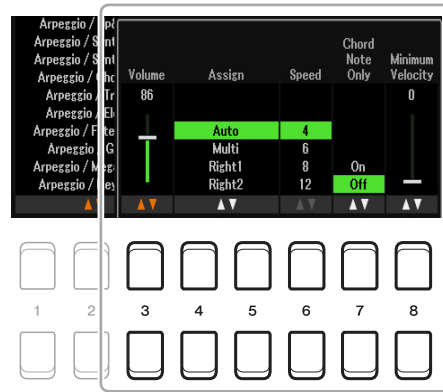 Arpeggio /
Arpeggio /
Arpeggio /
Arpeggio /
Arpeggio /
Arpeggio /
Arpeggio /
Arpeggio
Arpeggio /
Arpeggio /
Volume
Assign
Speed
Chord
Note
Only
Minimum
Velocity
86
0
Auto
4
Multi
6
Right1
8
On
Right2
12
Off
1
2
3
4
5
6
7
8